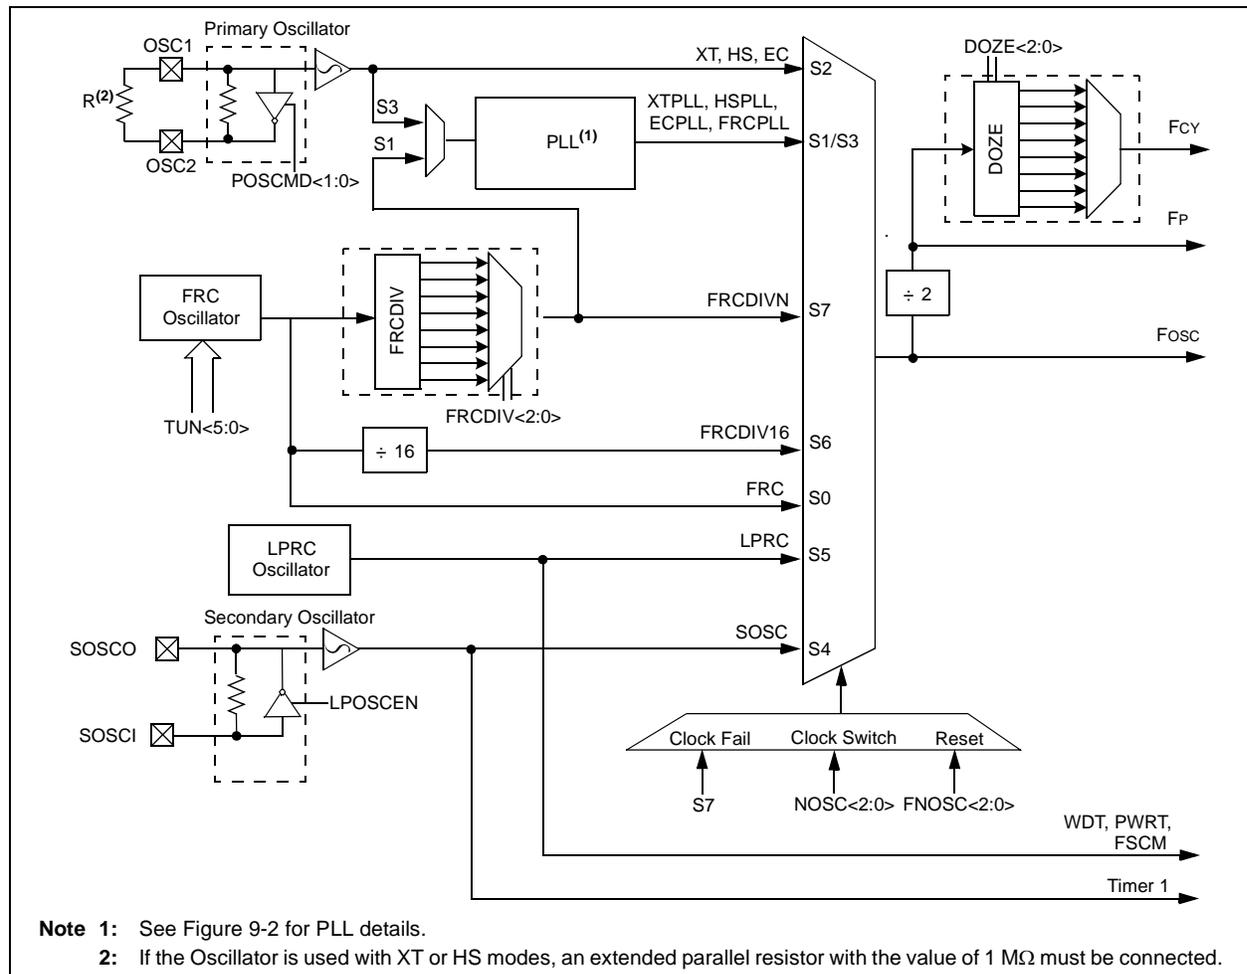 Primary Oscillator
OSC1
R(2)
OSC2
POSCMD<1:0>
S3
S1
PLL(1)
XT, HS, EC
XTPLL, HSPLL,
ECPLL, FRCPLL
S2
S1/S3
DOZE<2:0>
DOZE
FCY
FP
÷ 2
FOSC
FRC
Oscillator
TUN<5:0>
FRCDIV
FRCDIV<2:0>
FRCDIVN
S7
÷ 16
FRCDIV16
S6
FRC
S0
LPRC
Oscillator
LPRC
S5
Secondary Oscillator
SOSCO
SOSCI
LPOSCEN
SOSC
S4
Clock Fail
Clock Switch
Reset
S7
NOSC<2:0>
FNOSC<2:0>
WDT, PWRT,
FSCM
Timer 1
Note 1: See Figure 9-2 for PLL details.
2: If the Oscillator is used with XT or HS modes, an extended parallel resistor with the value of 1 MΩ must be connected.